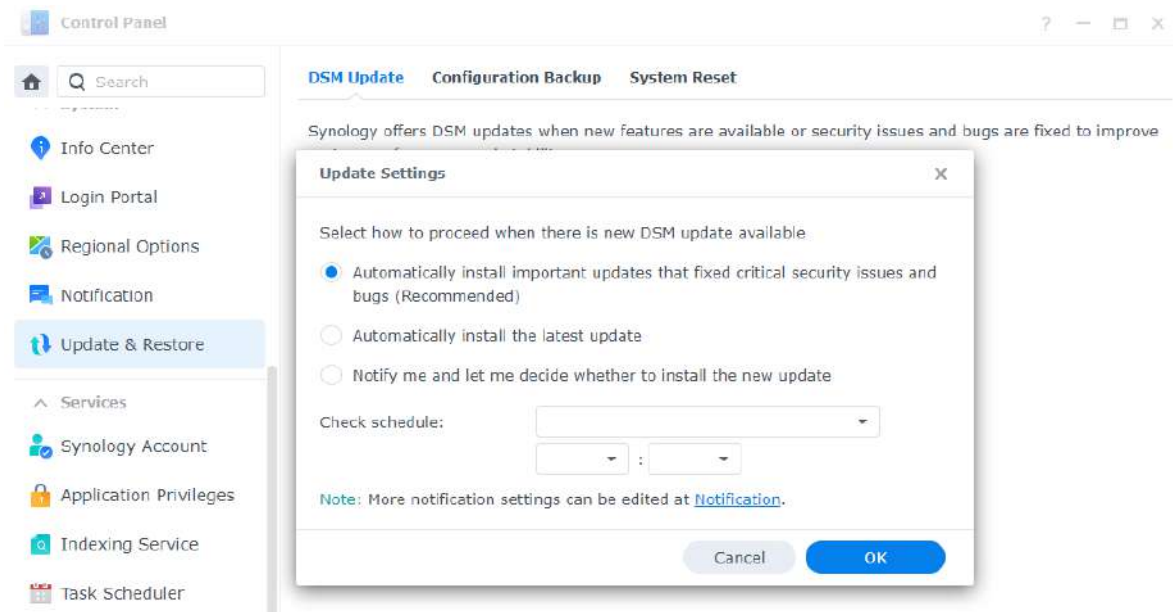 Control Panel
?
Search
DSM Update Configuration Backup System Reset
Synology offers DSM updates when new features are available or security issues and bugs are fixed to improve
Info Center
Login Portal
Regional Options
Notification
Update & Restore
Services
Synology Account
Application Privileges
Indexing Service
Task Scheduler
Update Settings
Select how to proceed when there is new DSM update available
Automatically install important updates that fixed critical security issues and
bugs (Recommended)
Automatically install the latest update
Notify me and let me decide whether to install the new update
Check schedule:
:
Note: More notification settings can be edited at Notification.
Cancel OK